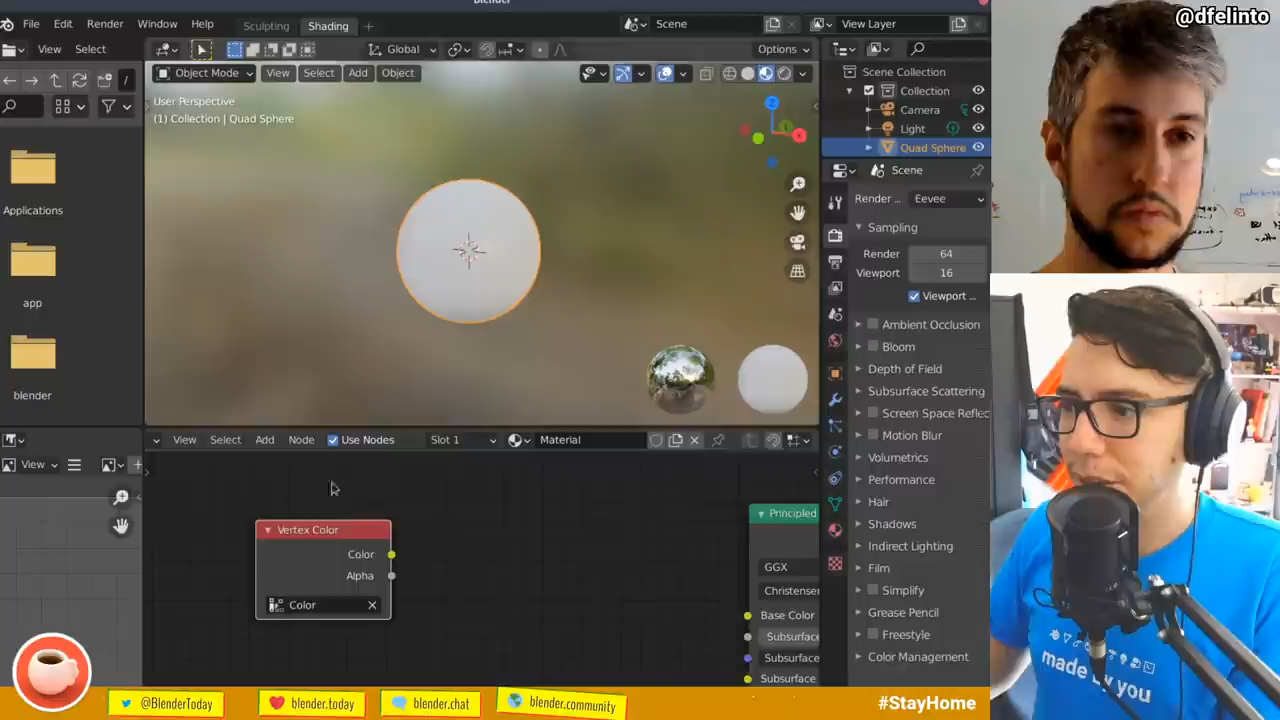 Blender
@dfelinto
File Edit Render Window Help Sculpting Shading + Scene View Layer
View Select Global Options
Object Mode View Select Add Object
User Perspective
(1) Collection | Quad Sphere
Z
X
Applications
app
blender
Scene Collection
Collection
Camera
Light
Quad Sphere
Scene
Render ... Eevee
Sampling
Render 64
Viewport 16
Viewport ...
Ambient Occlusion
Bloom
Depth of Field
Subsurface Scattering
Screen Space Reflec
Motion Blur
Volumetrics
Performance
Hair
Shadows
Indirect Lighting
Film
Simplify
Grease Pencil
Freestyle
Color Management
View Select Add Node Use Nodes Slot 1 Material
View
Vertex Color
Color
Alpha
Color
Principled
GGX
Christensen
Base Color
Subsurface
Subsurface
Subsurface
made by you
@BlenderToday
blender.today
blender.chat
blender.community
#StayHome